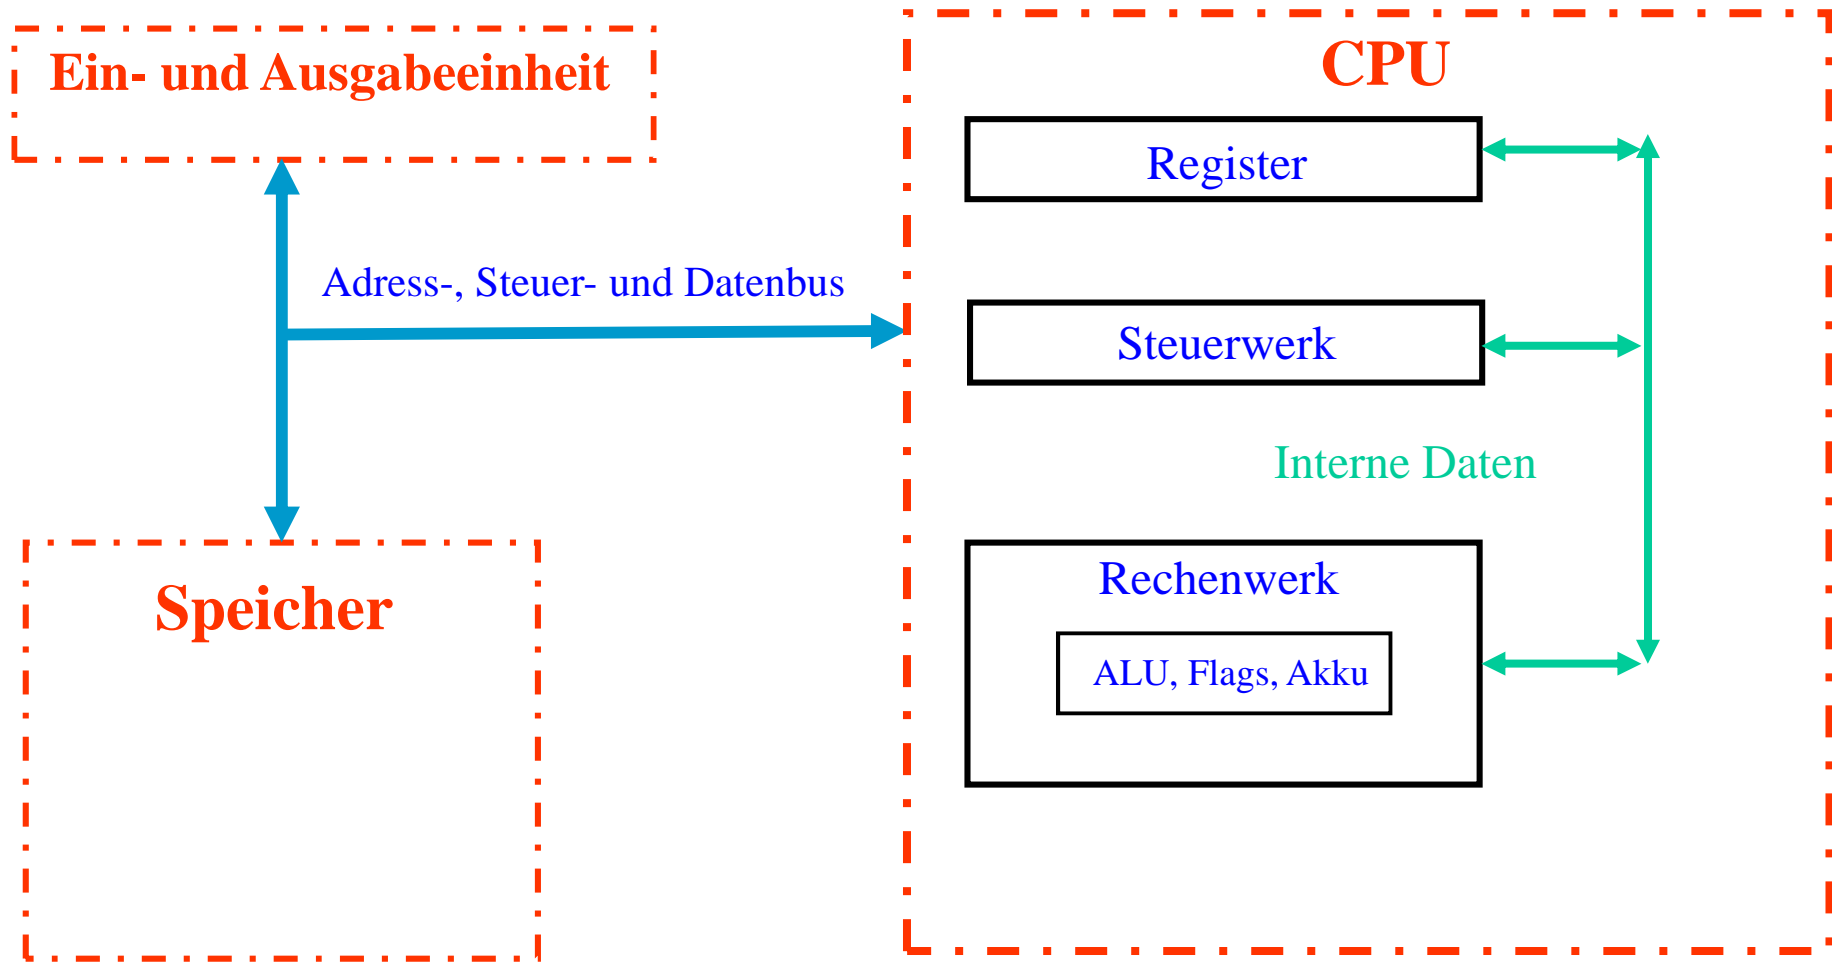 Ein- und Ausgabeeinheit
CPU
Register
Adress-, Steuer- und Datenbus
Steuerwerk
Interne Daten
Speicher
Rechenwerk
ALU, Flags, Akku